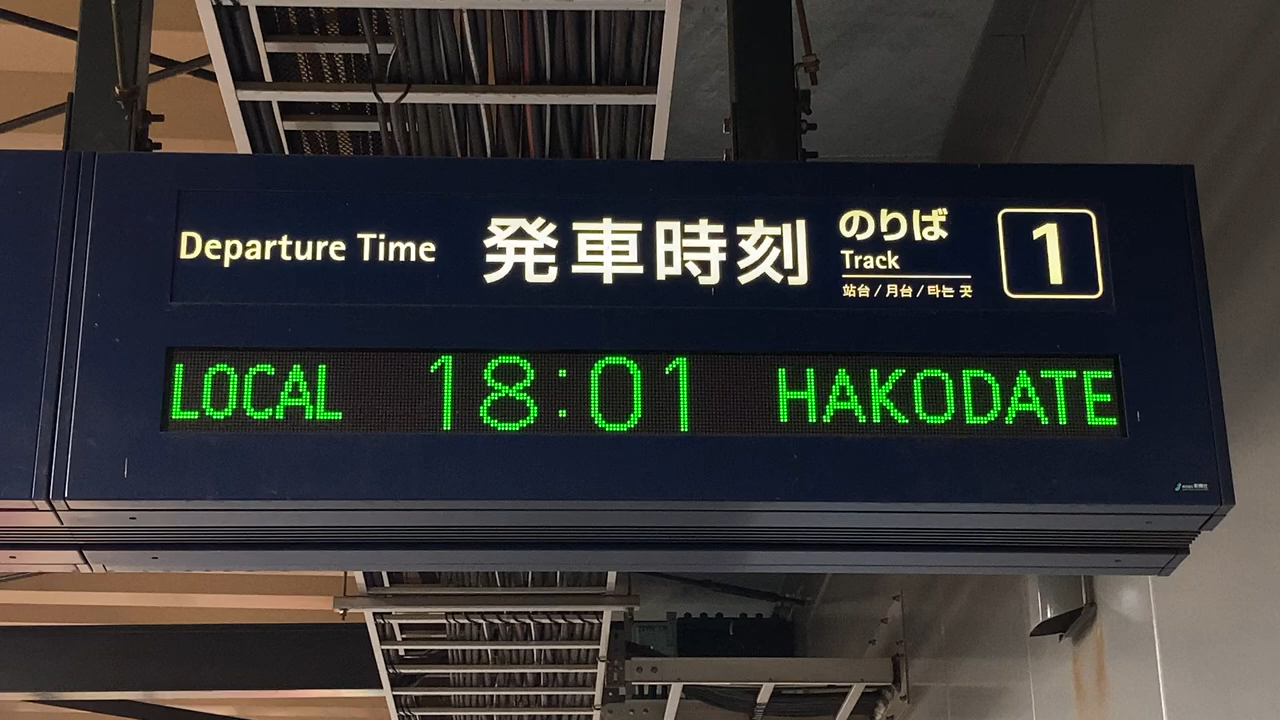 Departure Time 発車時刻
のりば
Track
站台 / 月台 / 타는 곳
1
LOCAL 18:01 HAKODATE